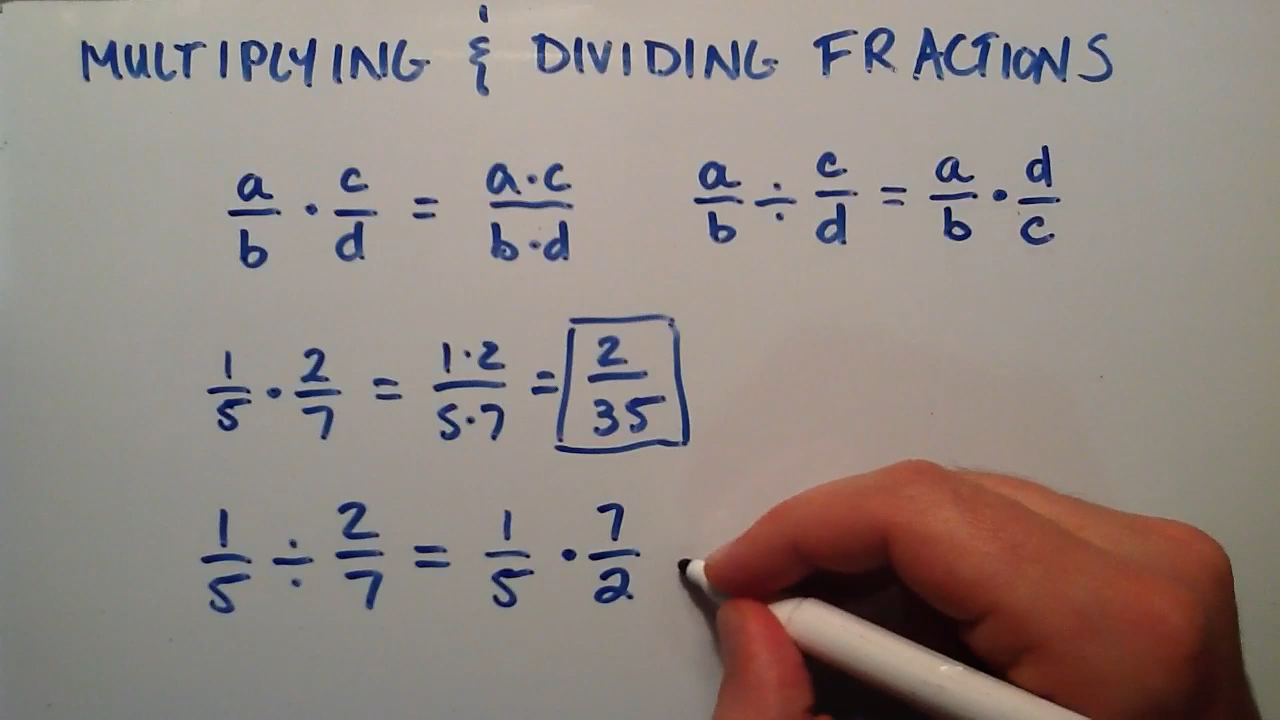 MULTIPLYING & DIVIDING FRACTIONS
a/b · c/d = a·c/b·d    a/b ÷ c/d = a/b · d/c
1/5 · 2/7 = 1·2/5·7 = 2/35
1/5 ÷ 2/7 = 1/5 · 7/2